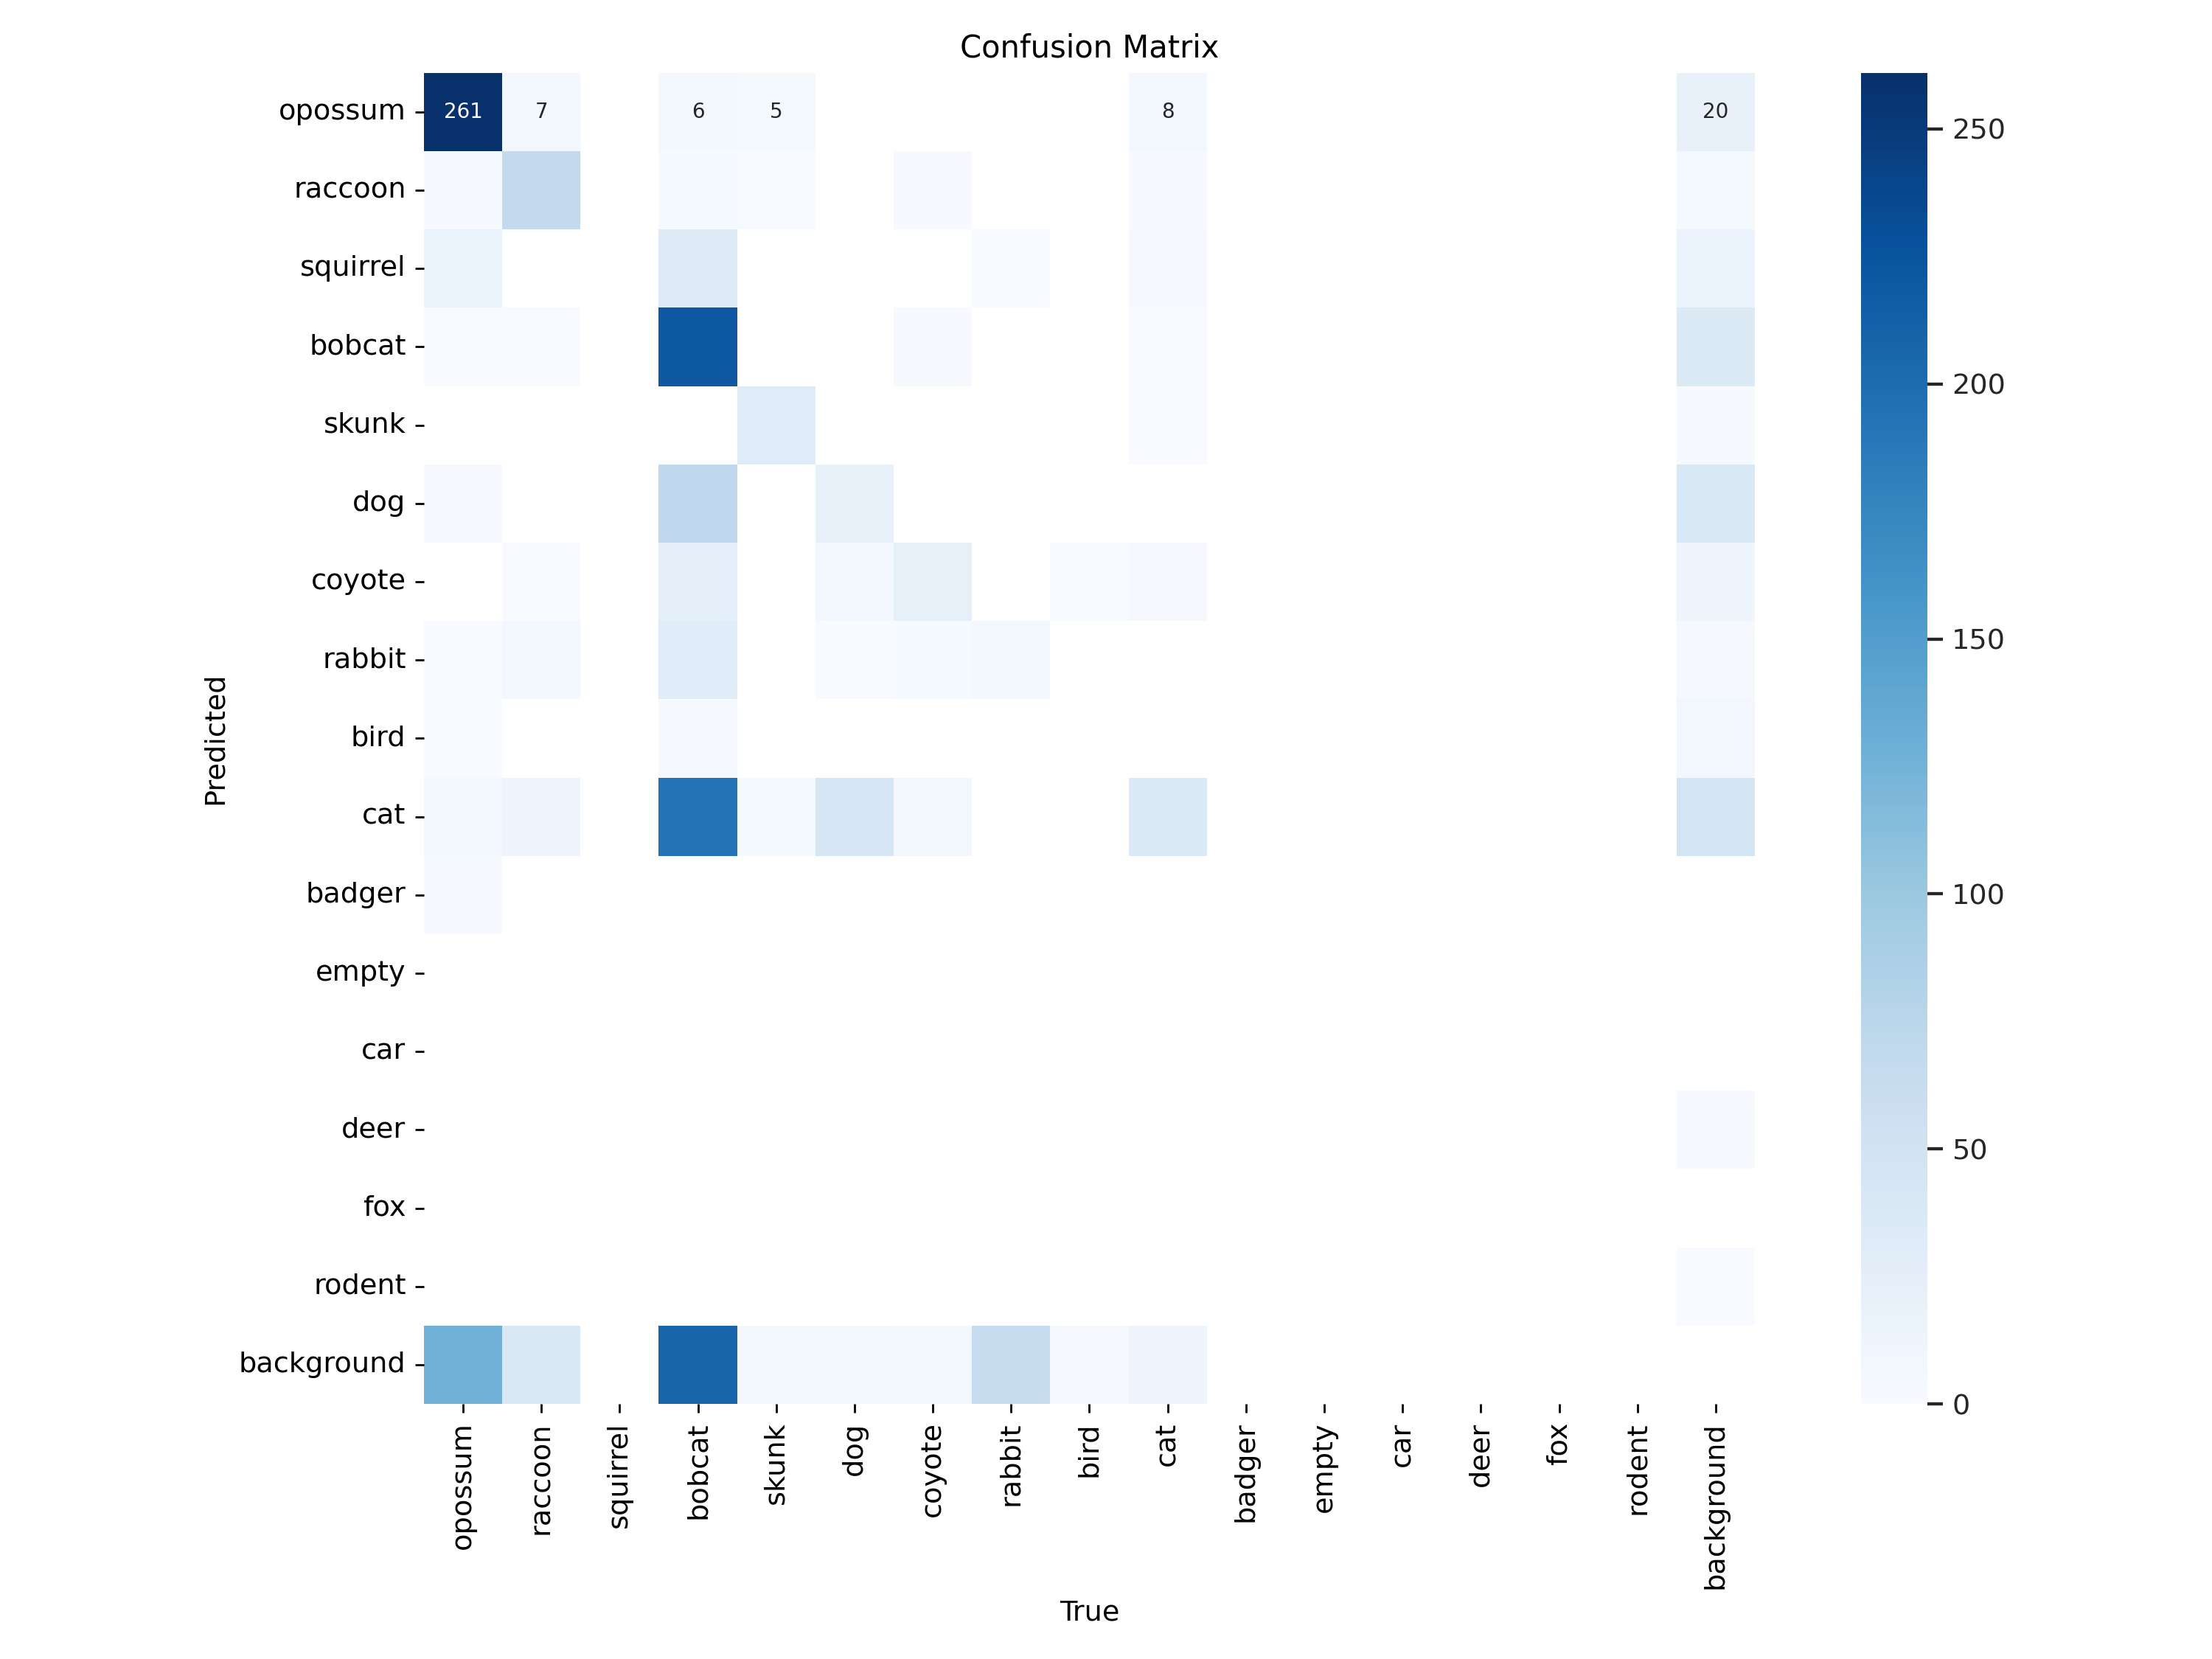 Confusion Matrix
opossum
261
7
6
5
8
20
raccoon
squirrel
bobcat
skunk
dog
coyote
rabbit
bird
cat
badger
empty
car
deer
fox
rodent
background
Predicted
opossum
raccoon
squirrel
bobcat
skunk
dog
coyote
rabbit
bird
cat
badger
empty
car
deer
fox
rodent
background
True
250
200
150
100
50
0